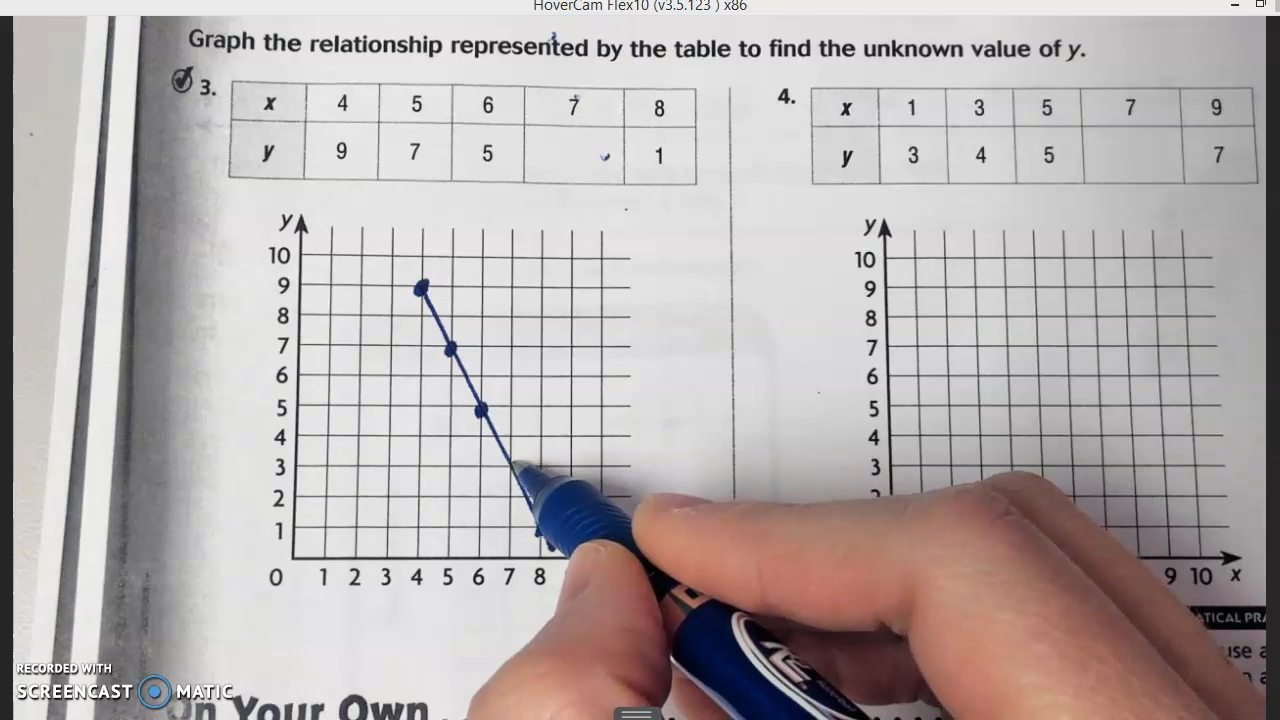 HoverCam Flex10 (v3.5.123 ) x86
Graph the relationship represented by the table to find the unknown value of y.
3.
x 4 5 6 7 8
y 9 7 5 1
4.
x 1 3 5 7 9
y 3 4 5 7
y
10
9
8
7
6
5
4
3
2
1
0 1 2 3 4 5 6 7 8
y
10
9
8
7
6
5
4
3
9 10 x
RECORDED WITH
SCREENCAST MATIC
n Your Own